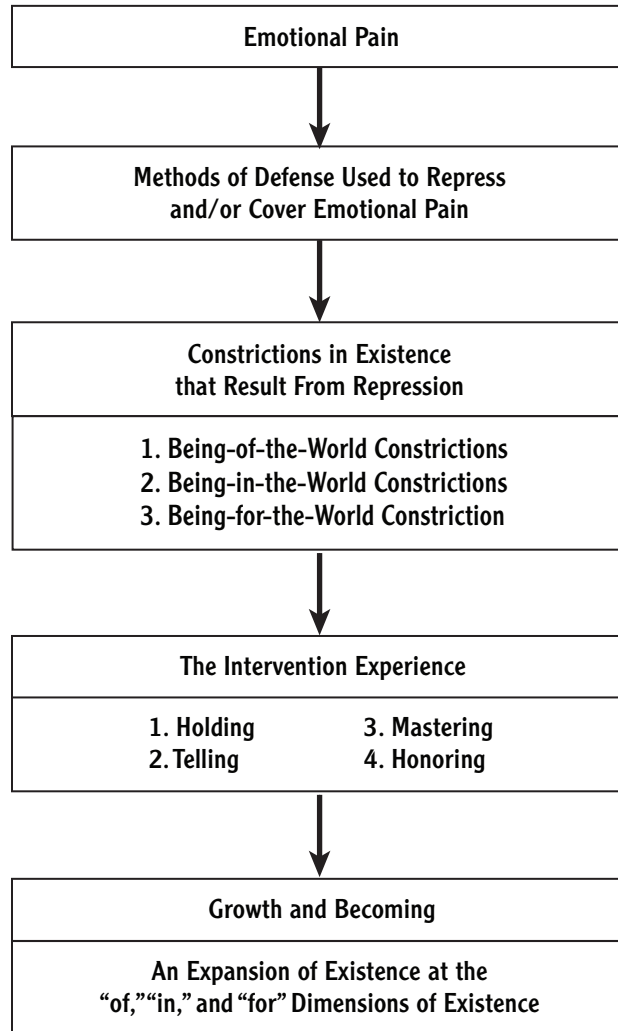 Emotional Pain
Methods of Defense Used to Repress
and/or Cover Emotional Pain
Constrictions in Existence
that Result From Repression
1. Being-of-the-World Constrictions
2. Being-in-the-World Constrictions
3. Being-for-the-World Constriction
The Intervention Experience
1. Holding 3. Mastering
2. Telling 4. Honoring
Growth and Becoming
An Expansion of Existence at the
“of,” “in,” and “for” Dimensions of Existence